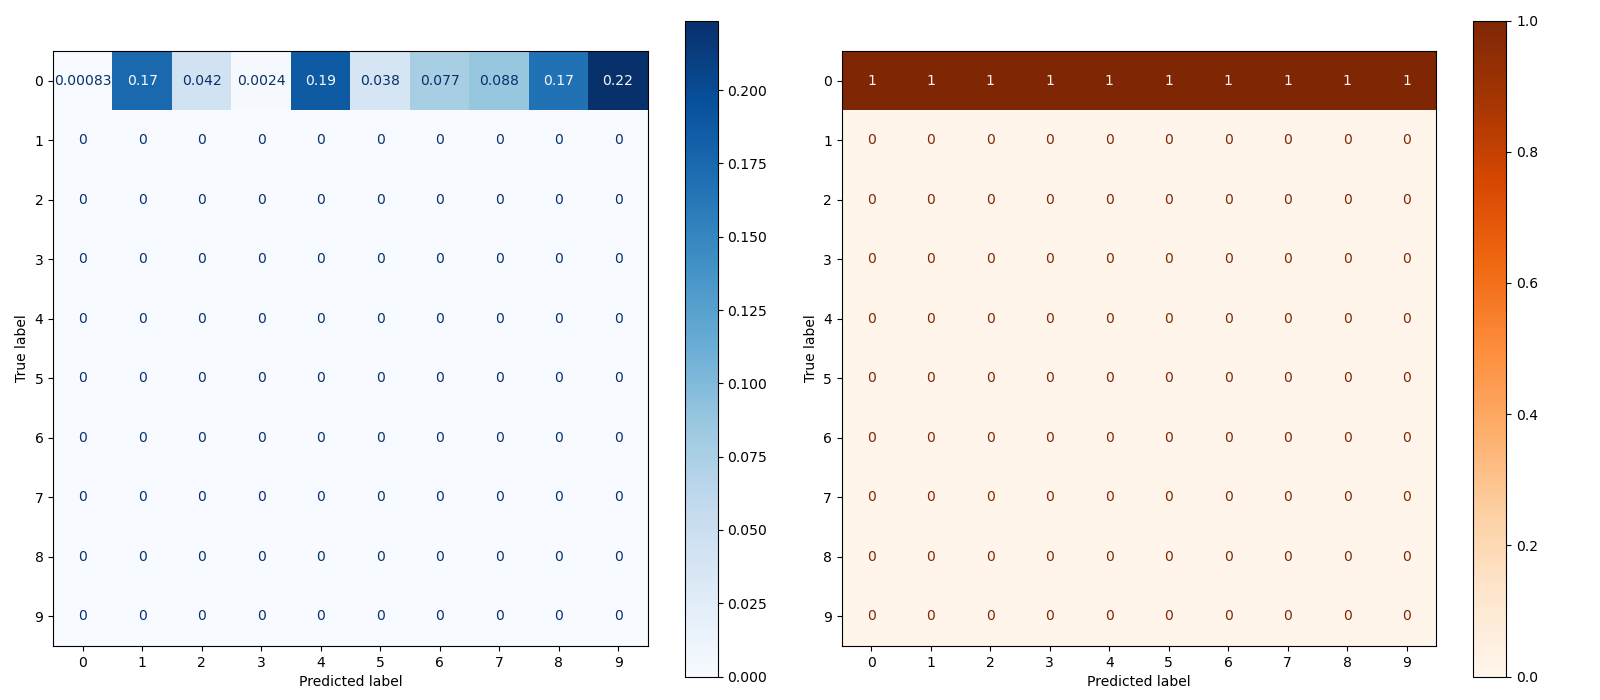 0 0.00083 0.17 0.042 0.0024 0.19 0.038 0.077 0.088 0.17 0.22
1 0 0 0 0 0 0 0 0 0 0
2 0 0 0 0 0 0 0 0 0 0
3 0 0 0 0 0 0 0 0 0 0
4 0 0 0 0 0 0 0 0 0 0
5 0 0 0 0 0 0 0 0 0 0
6 0 0 0 0 0 0 0 0 0 0
7 0 0 0 0 0 0 0 0 0 0
8 0 0 0 0 0 0 0 0 0 0
9 0 0 0 0 0 0 0 0 0 0
0 1 2 3 4 5 6 7 8 9
Predicted label
True label
0.200
0.175
0.150
0.125
0.100
0.075
0.050
0.025
0.000
0 1 1 1 1 1 1 1 1 1 1
1 0 0 0 0 0 0 0 0 0 0
2 0 0 0 0 0 0 0 0 0 0
3 0 0 0 0 0 0 0 0 0 0
4 0 0 0 0 0 0 0 0 0 0
5 0 0 0 0 0 0 0 0 0 0
6 0 0 0 0 0 0 0 0 0 0
7 0 0 0 0 0 0 0 0 0 0
8 0 0 0 0 0 0 0 0 0 0
9 0 0 0 0 0 0 0 0 0 0
0 1 2 3 4 5 6 7 8 9
Predicted label
True label
1.0
0.8
0.6
0.4
0.2
0.0